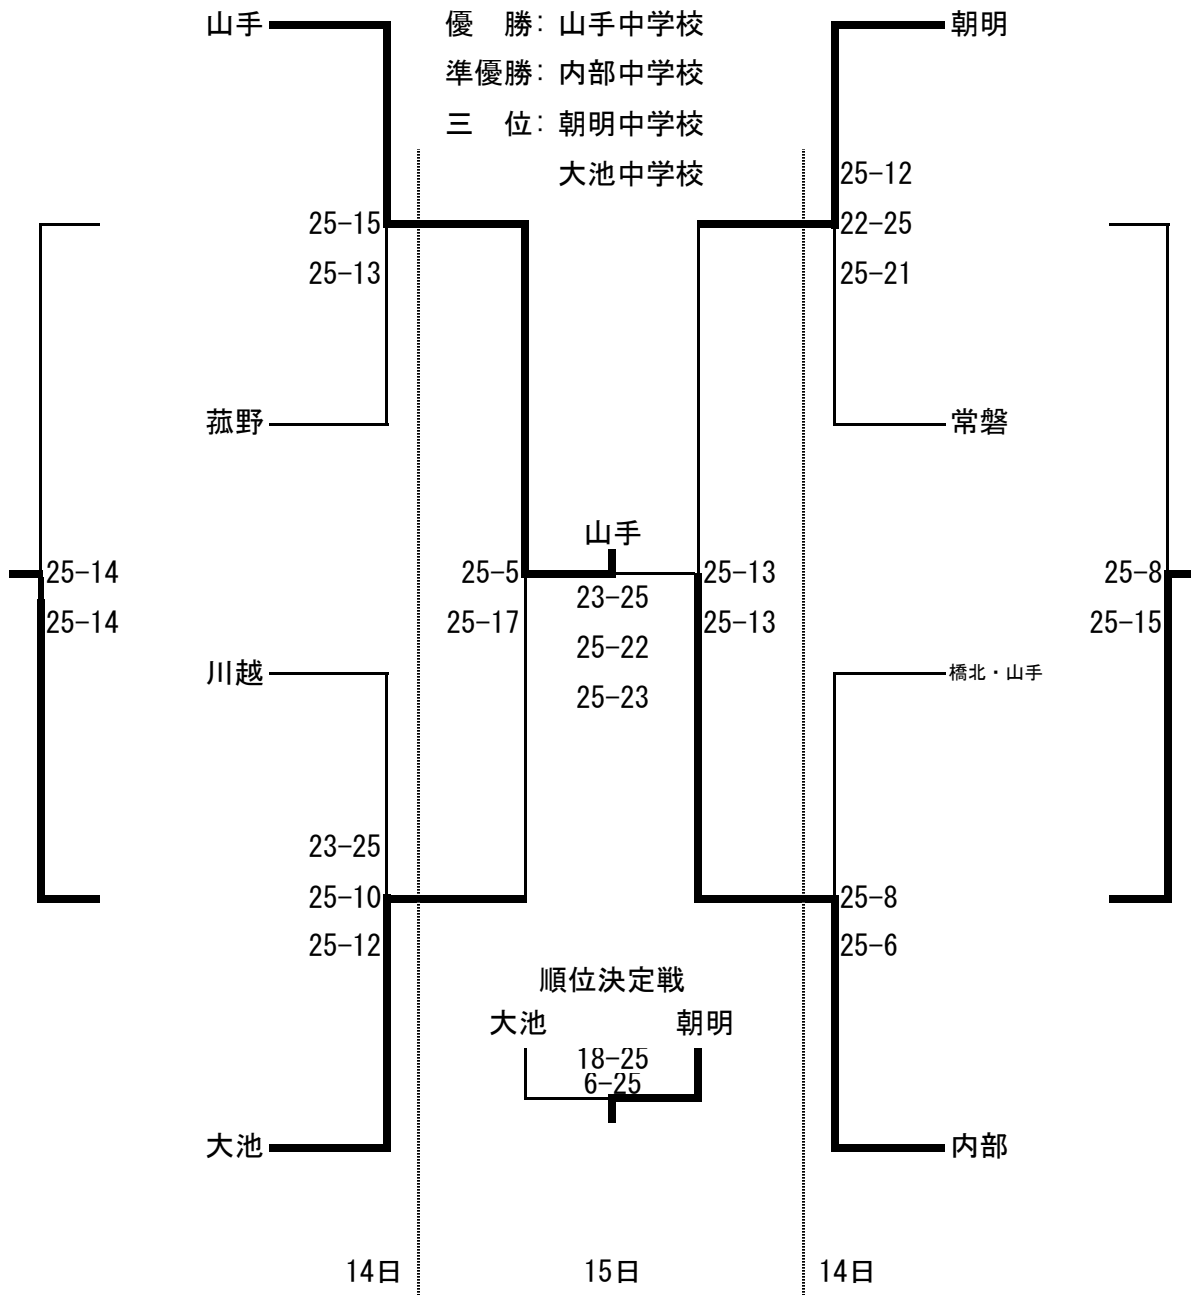 山手
優　勝: 山手中学校
朝明
準優勝: 内部中学校
三　位: 朝明中学校
大池中学校
25-12
25-15
22-25
25-13
25-21
菰野
常磐
山手
25-14
25-5
25-13
25-8
23-25
25-14
25-17
25-13
25-15
25-22
川越
橋北・山手
25-23
23-25
25-10
25-8
25-12
25-6
順位決定戦
大池
朝明
18-25
6-25
大池
内部
14日
15日
14日